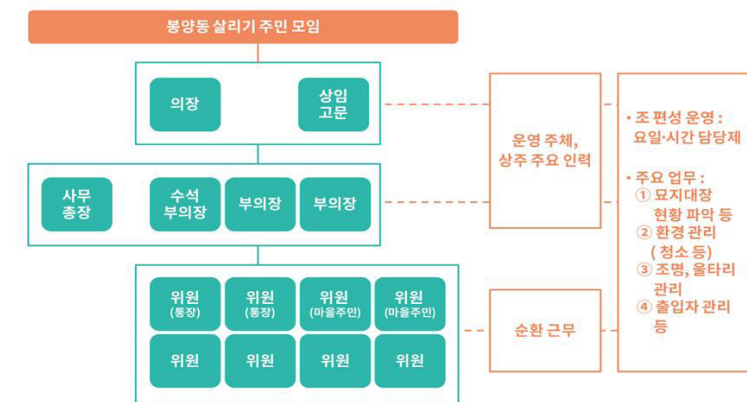 봉양동 살리기 주민 모임
의장
상임
고문
사무
총장
수석
부의장
부의장
부의장
위원
(통장)
위원
(통장)
위원
(마을주민)
위원
(마을주민)
위원
위원
위원
위원
운영 주체,
상주 주요 인력
순환 근무
• 조 편성 운영 :
요일·시간 담당제
• 주요 업무 :
① 묘지대장
현황 파악 등
② 환경 관리
( 청소 등)
③ 조명, 울타리
관리
④ 출입자 관리
등